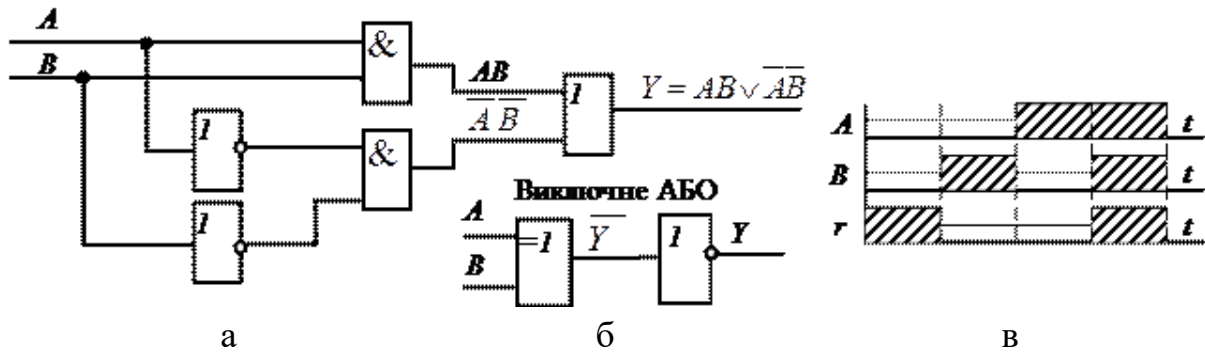 A
B
1
1
&
&
AB
A̅ B̅
1
Y = AB ∨ A̅B̅
Виключне АБО
A
B
=1
Y̅
1
Y
A t
B t
r t
а б в